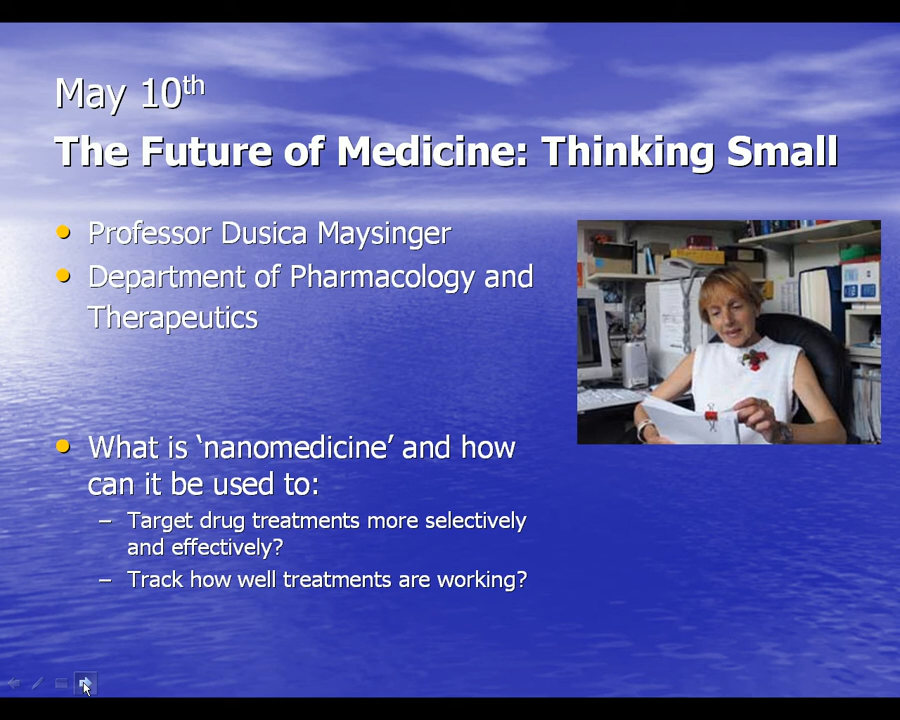 May 10th
The Future of Medicine: Thinking Small
Professor Dusica Maysinger
Department of Pharmacology and
Therapeutics
What is ‘nanomedicine’ and how
can it be used to:
– Target drug treatments more selectively
and effectively?
– Track how well treatments are working?